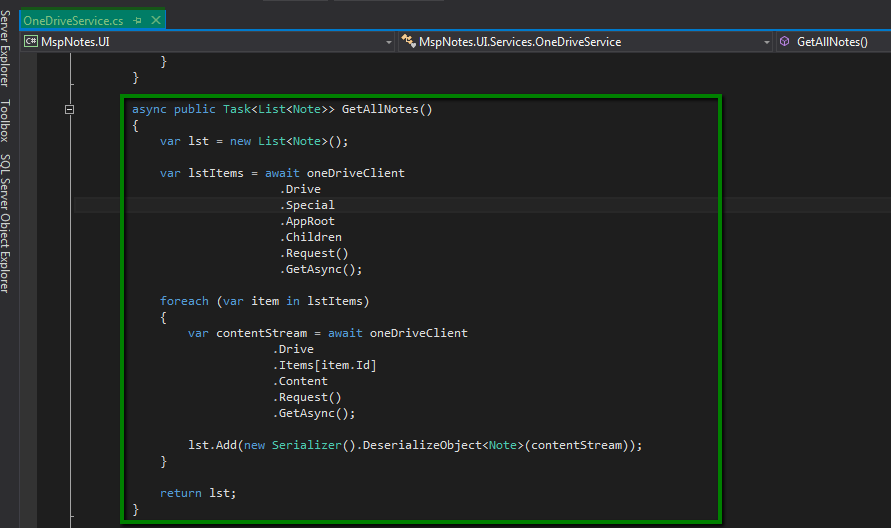 OneDriveService.cs
MspNotes.UI
MspNotes.UI.Services.OneDriveService
GetAllNotes()
Server Explorer
Toolbox
SQL Server Object Explorer
}
}
async public Task<List<Note>> GetAllNotes()
{
var lst = new List<Note>();
var lstItems = await oneDriveClient
.Drive
.Special
.AppRoot
.Children
.Request()
.GetAsync();
foreach (var item in lstItems)
{
var contentStream = await oneDriveClient
.Drive
.Items[item.Id]
.Content
.Request()
.GetAsync();
lst.Add(new Serializer().DeserializeObject<Note>(contentStream));
}
return lst;
}